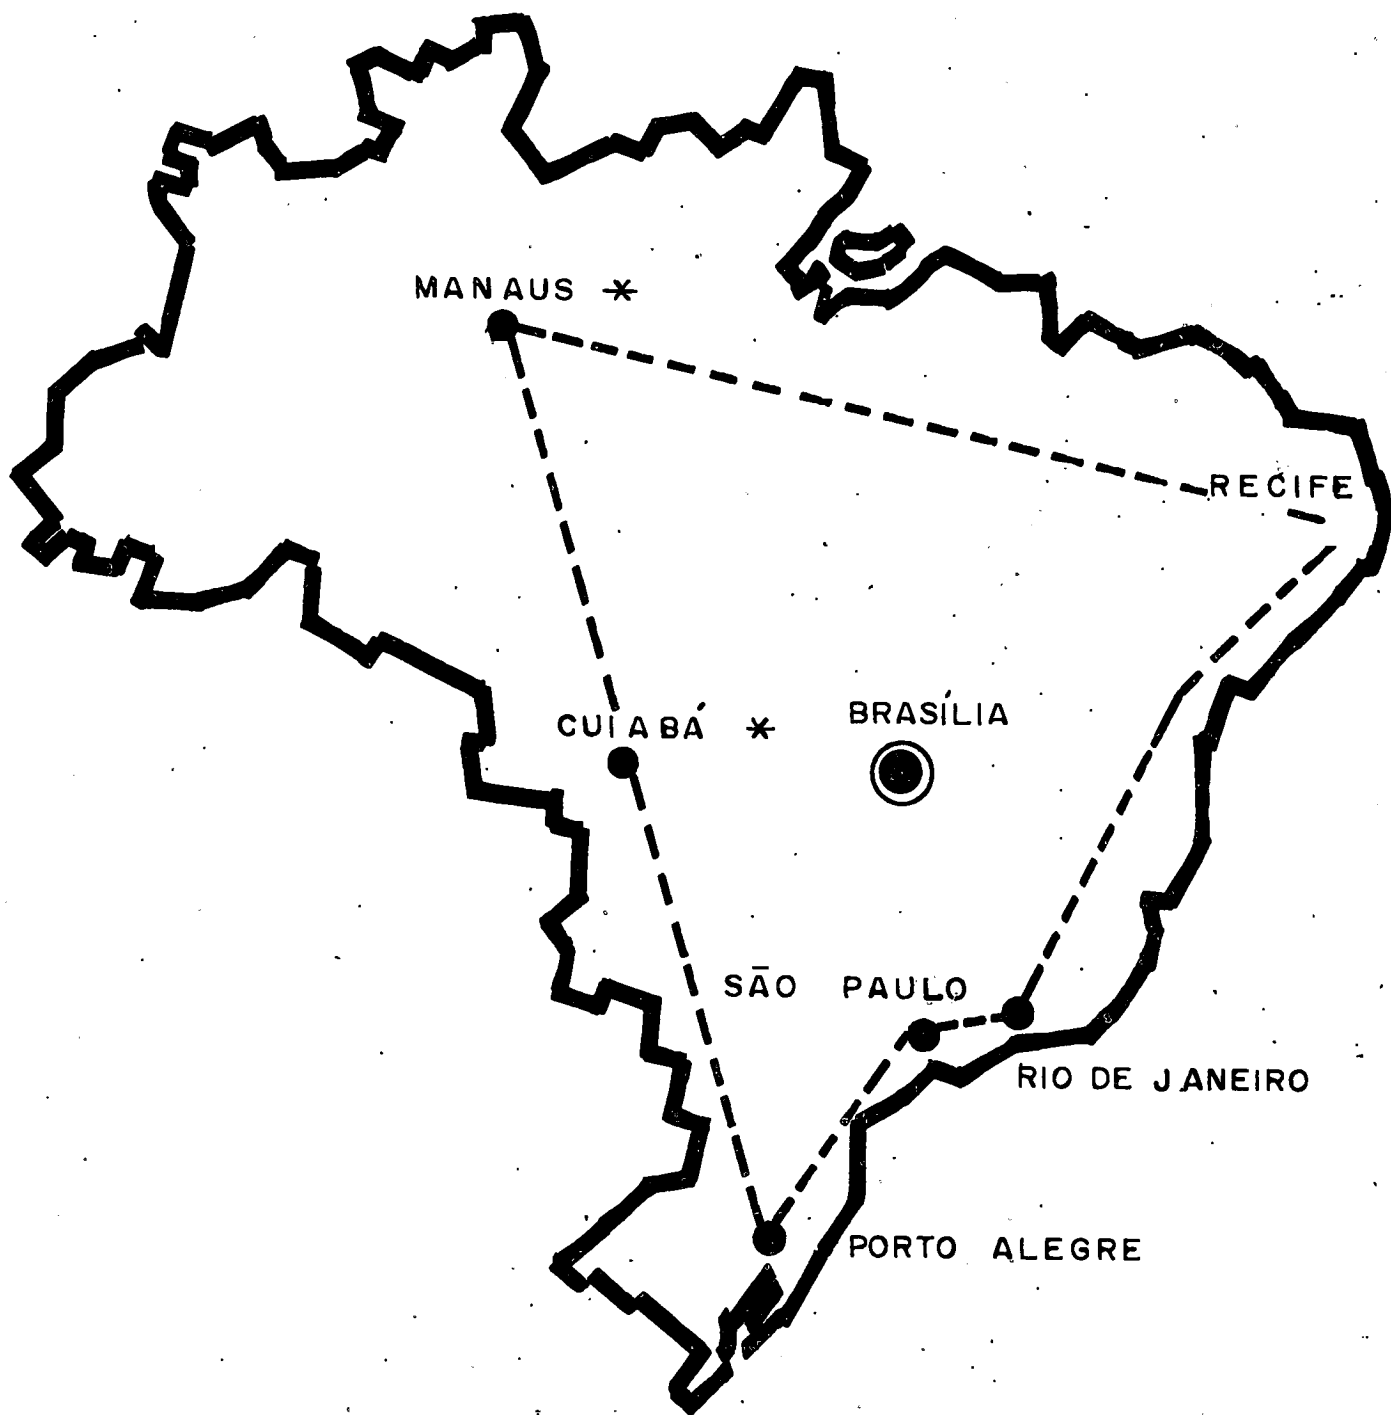 MANAUS *
RECIFE
CUIABÁ *
BRASÍLIA
SÃO PAULO
RIO DE JANEIRO
PORTO ALEGRE